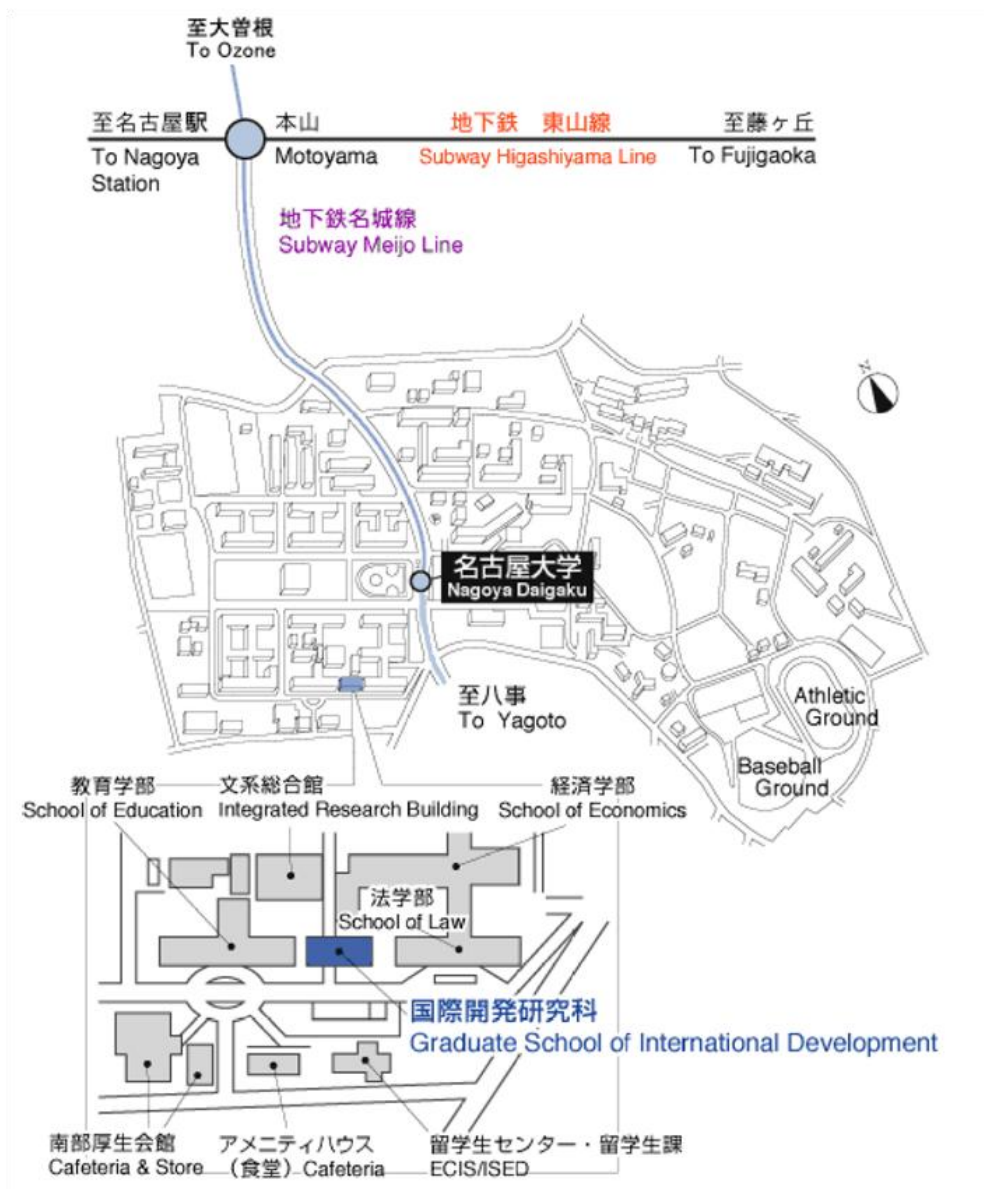 至大曽根
To Ozone
至名古屋駅
To Nagoya
Station
本山
Motoyama
地下鉄　東山線
Subway Higashiyama Line
至藤ヶ丘
To Fujigaoka
地下鉄名城線
Subway Meijo Line
N
名古屋大学
Nagoya Daigaku
至八事
To Yagoto
Athletic
Ground
Baseball
Ground
教育学部
School of Education
文系総合館
Integrated Research Building
経済学部
School of Economics
法学部
School of Law
国際開発研究科
Graduate School of International Development
南部厚生会館
Cafeteria & Store
アメニティハウス
（食堂）Cafeteria
留学生センター・留学生課
ECIS/ISED